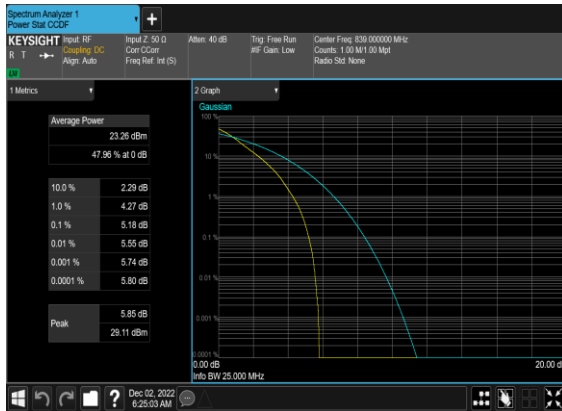 Spectrum Analyzer 1
Power Stat CCDF
KEYSIGHT
R T
Input: RF
Coupling: DC
Align: Auto
Input Z: 50 Ω
Corr CCorr
Freq Ref: Int (S)
Atten: 40 dB
Trig: Free Run
#IF Gain: Low
Center Freq: 839.000000 MHz
Counts: 1.00 M/1.00 Mpt
Radio Std: None
1 Metrics
Average Power
23.26 dBm
47.96 % at 0 dB
10.0 % 2.29 dB
1.0 % 4.27 dB
0.1 % 5.18 dB
0.01 % 5.55 dB
0.001 % 5.74 dB
0.0001 % 5.80 dB
Peak
5.85 dB
29.11 dBm
2 Graph
Gaussian
100 %
10 %
1 %
0.1 %
0.01 %
0.001 %
0.0001 %
0.00 dB
20.00 d
Info BW 25.000 MHz
?
Dec 02, 2022
6:25:03 AM